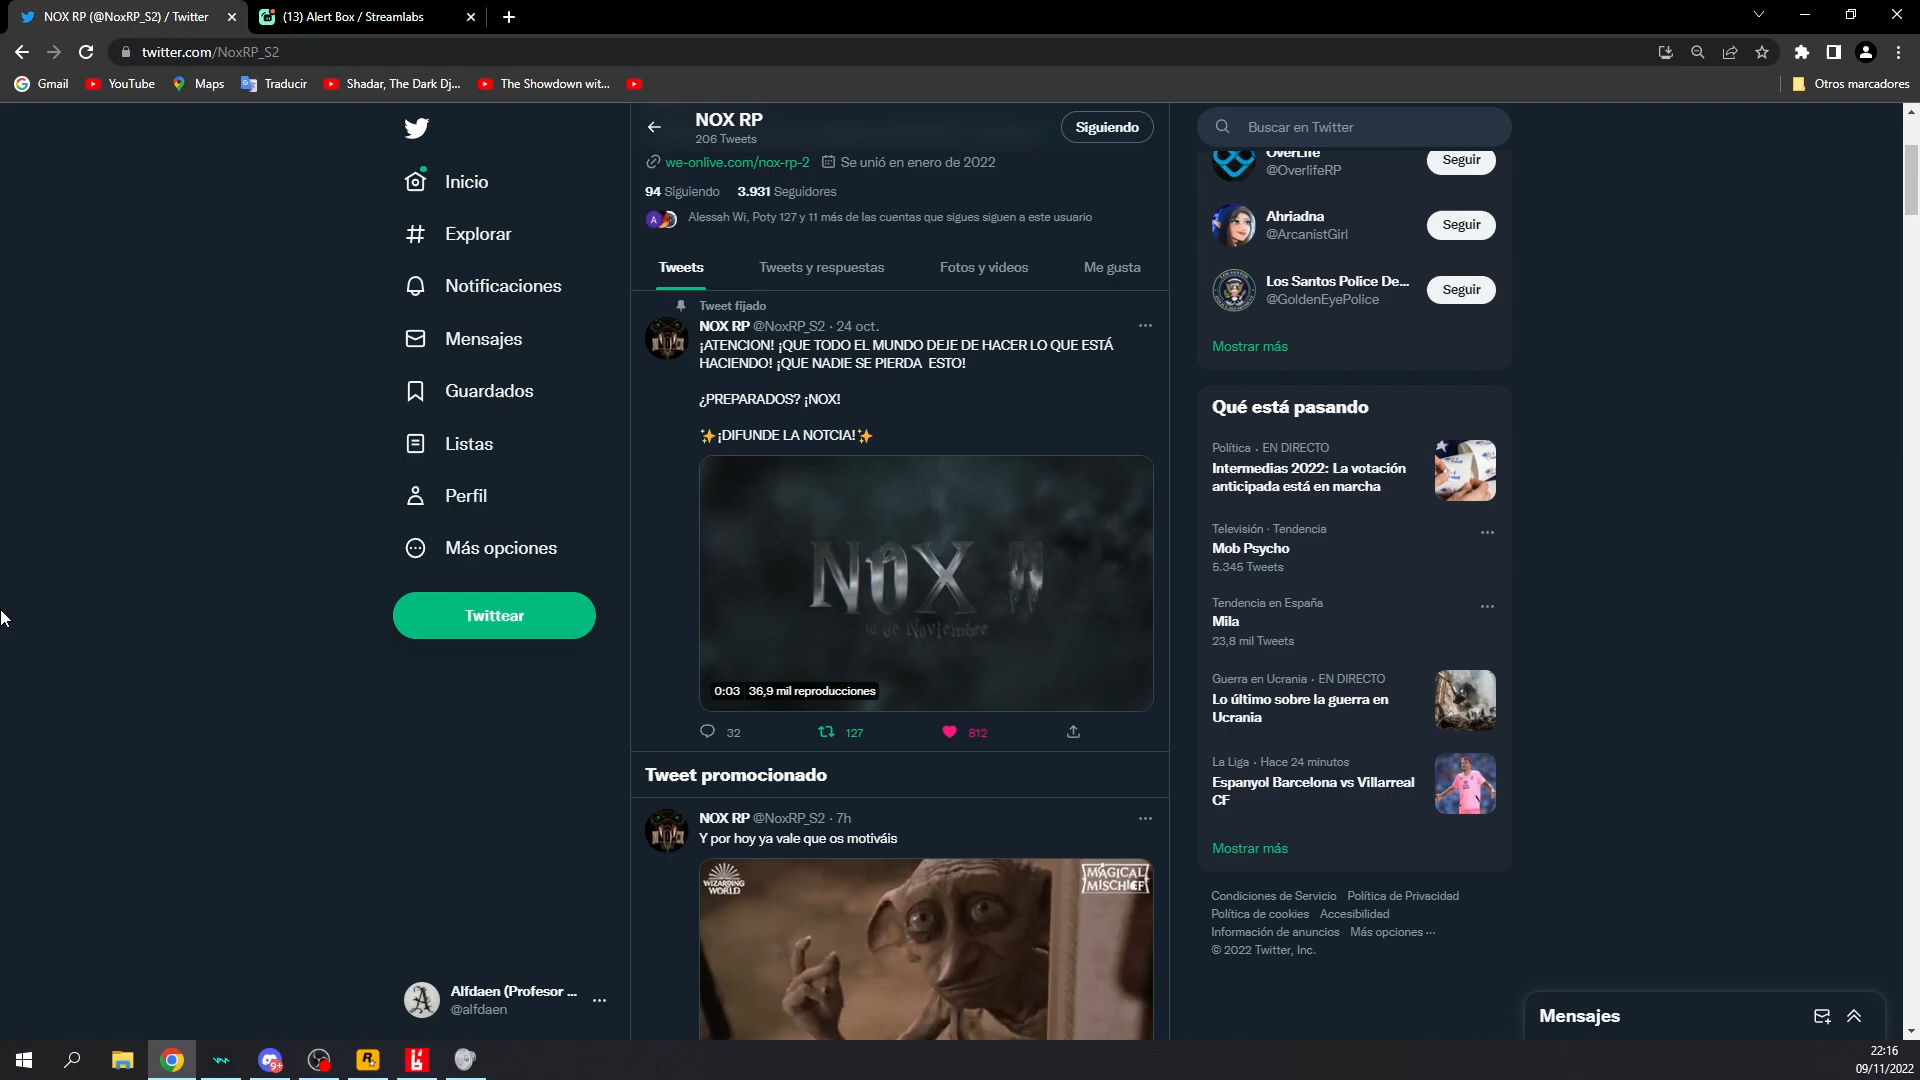 NOX RP (@NoxRP_S2) / Twitter
(13) Alert Box / Streamlabs
twitter.com/NoxRP_S2
Gmail
YouTube
Maps
Traducir
Shadar, The Dark Dj...
The Showdown wit...
Otros marcadores
Inicio
Explorar
Notificaciones
Mensajes
Guardados
Listas
Perfil
Más opciones
Twittear
Alfdaen (Profesor ...
@alfdaen
NOX RP
206 Tweets
Siguiendo
we-onlive.com/nox-rp-2
Se unió en enero de 2022
94 Siguiendo 3.931 Seguidores
A
Alessah Wi, Poty 127 y 11 más de las cuentas que sigues siguen a este usuario
Tweets
Tweets y respuestas
Fotos y videos
Me gusta
Tweet fijado
NOX RP @NoxRP_S2 · 24 oct.
¡ATENCION! ¡QUE TODO EL MUNDO DEJE DE HACER LO QUE ESTÁ
HACIENDO! ¡QUE NADIE SE PIERDA ESTO!
¿PREPARADOS? ¡NOX!
✨¡DIFUNDE LA NOTCIA!✨
NOX II
18 de Noviembre
0:03 36,9 mil reproducciones
32
127
812
Tweet promocionado
NOX RP @NoxRP_S2 · 7h
Y por hoy ya vale que os motiváis
WIZARDING
WORLD
MAGICAL
MISCHIEF
Buscar en Twitter
OverLife
@OverlifeRP
Seguir
Ahriadna
@ArcanistGirl
Seguir
Los Santos Police De...
@GoldenEyePolice
Seguir
Mostrar más
Qué está pasando
Política · EN DIRECTO
Intermedias 2022: La votación
anticipada está en marcha
Televisión · Tendencia
Mob Psycho
5.345 Tweets
Tendencia en España
Mila
23,8 mil Tweets
Guerra en Ucrania · EN DIRECTO
Lo último sobre la guerra en
Ucrania
La Liga · Hace 24 minutos
Espanyol Barcelona vs Villarreal
CF
Mostrar más
Condiciones de Servicio Política de Privacidad
Política de cookies Accesibilidad
Información de anuncios Más opciones ···
© 2022 Twitter, Inc.
Mensajes
9+
22:16
09/11/2022